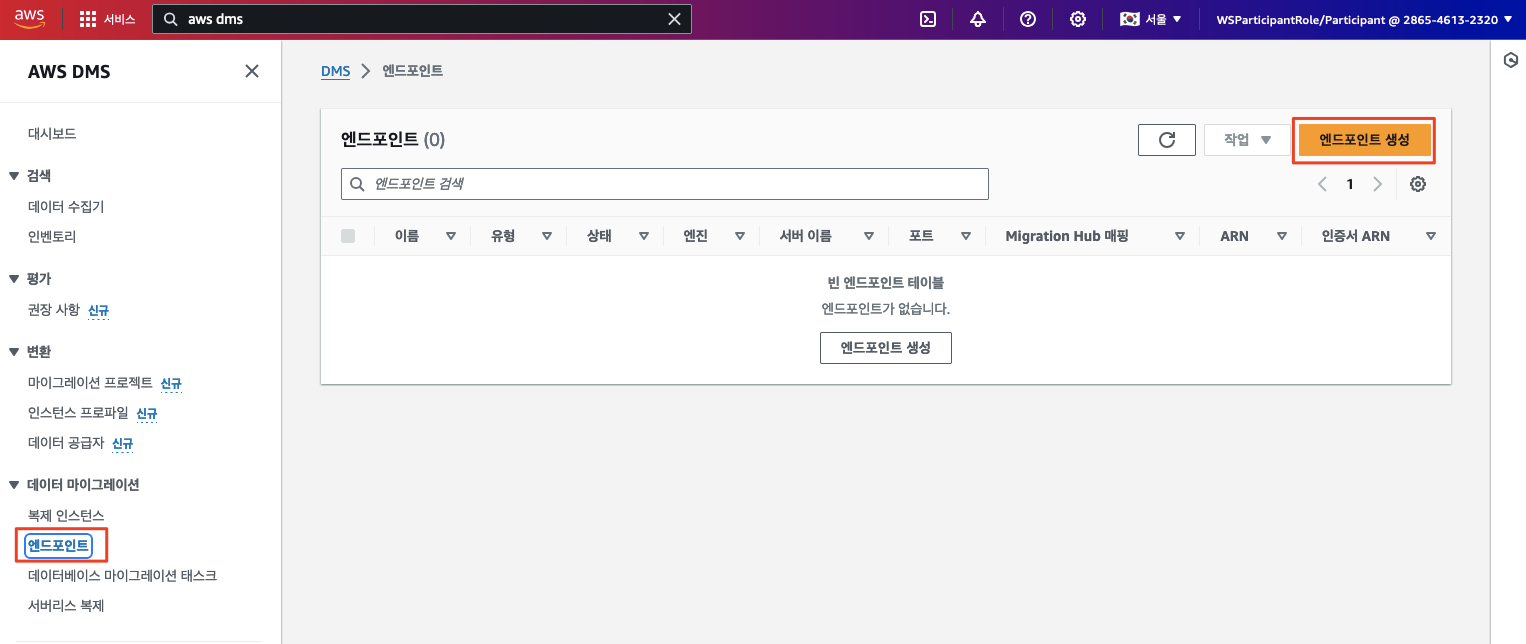 aws 서비스 aws dms 서울 WSParticipantRole/Participant @ 2865-4613-2320
AWS DMS
대시보드
검색
데이터 수집기
인벤토리
평가
권장 사항 신규
변환
마이그레이션 프로젝트 신규
인스턴스 프로파일 신규
데이터 공급자 신규
데이터 마이그레이션
복제 인스턴스
엔드포인트
데이터베이스 마이그레이션 태스크
서버리스 복제
DMS 엔드포인트
엔드포인트 (0) 작업 엔드포인트 생성
엔드포인트 검색 1
이름 유형 상태 엔진 서버 이름 포트 Migration Hub 매핑 ARN 인증서 ARN
빈 엔드포인트 테이블
엔드포인트가 없습니다.
엔드포인트 생성